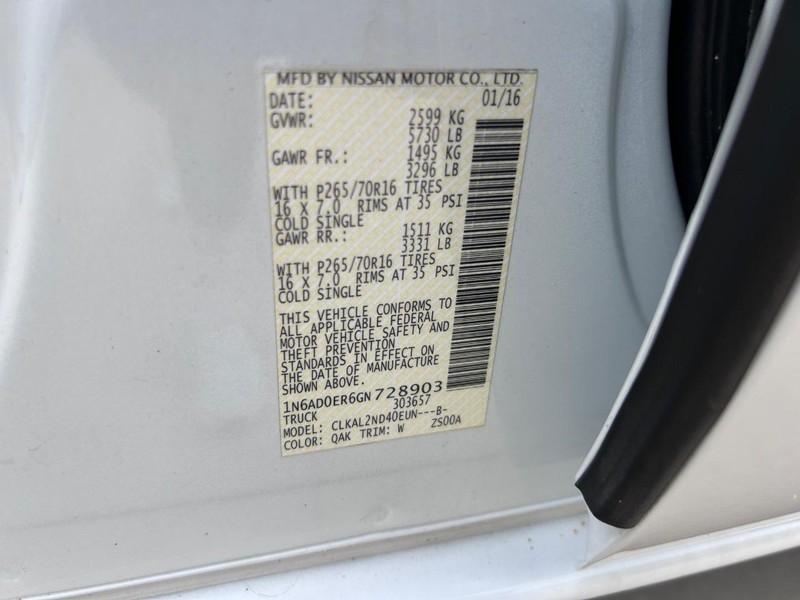 MFD BY NISSAN MOTOR CO., LTD.
DATE: 01/16
GVWR: 2599 KG
5730 LB
GAWR FR.: 1495 KG
3296 LB
WITH P265/70R16 TIRES
16 X 7.0 RIMS AT 35 PSI
COLD SINGLE
GAWR RR.: 1511 KG
3331 LB
WITH P265/70R16 TIRES
16 X 7.0 RIMS AT 35 PSI
COLD SINGLE
THIS VEHICLE CONFORMS TO
ALL APPLICABLE FEDERAL
MOTOR VEHICLE SAFETY AND
THEFT PREVENTION
STANDARDS IN EFFECT ON
THE DATE OF MANUFACTURE
SHOWN ABOVE.
1N6AD0ER6GN728903
TRUCK 303657
MODEL: CLKAL2ND40EUN---B-
COLOR: QAK TRIM: W ZS00A